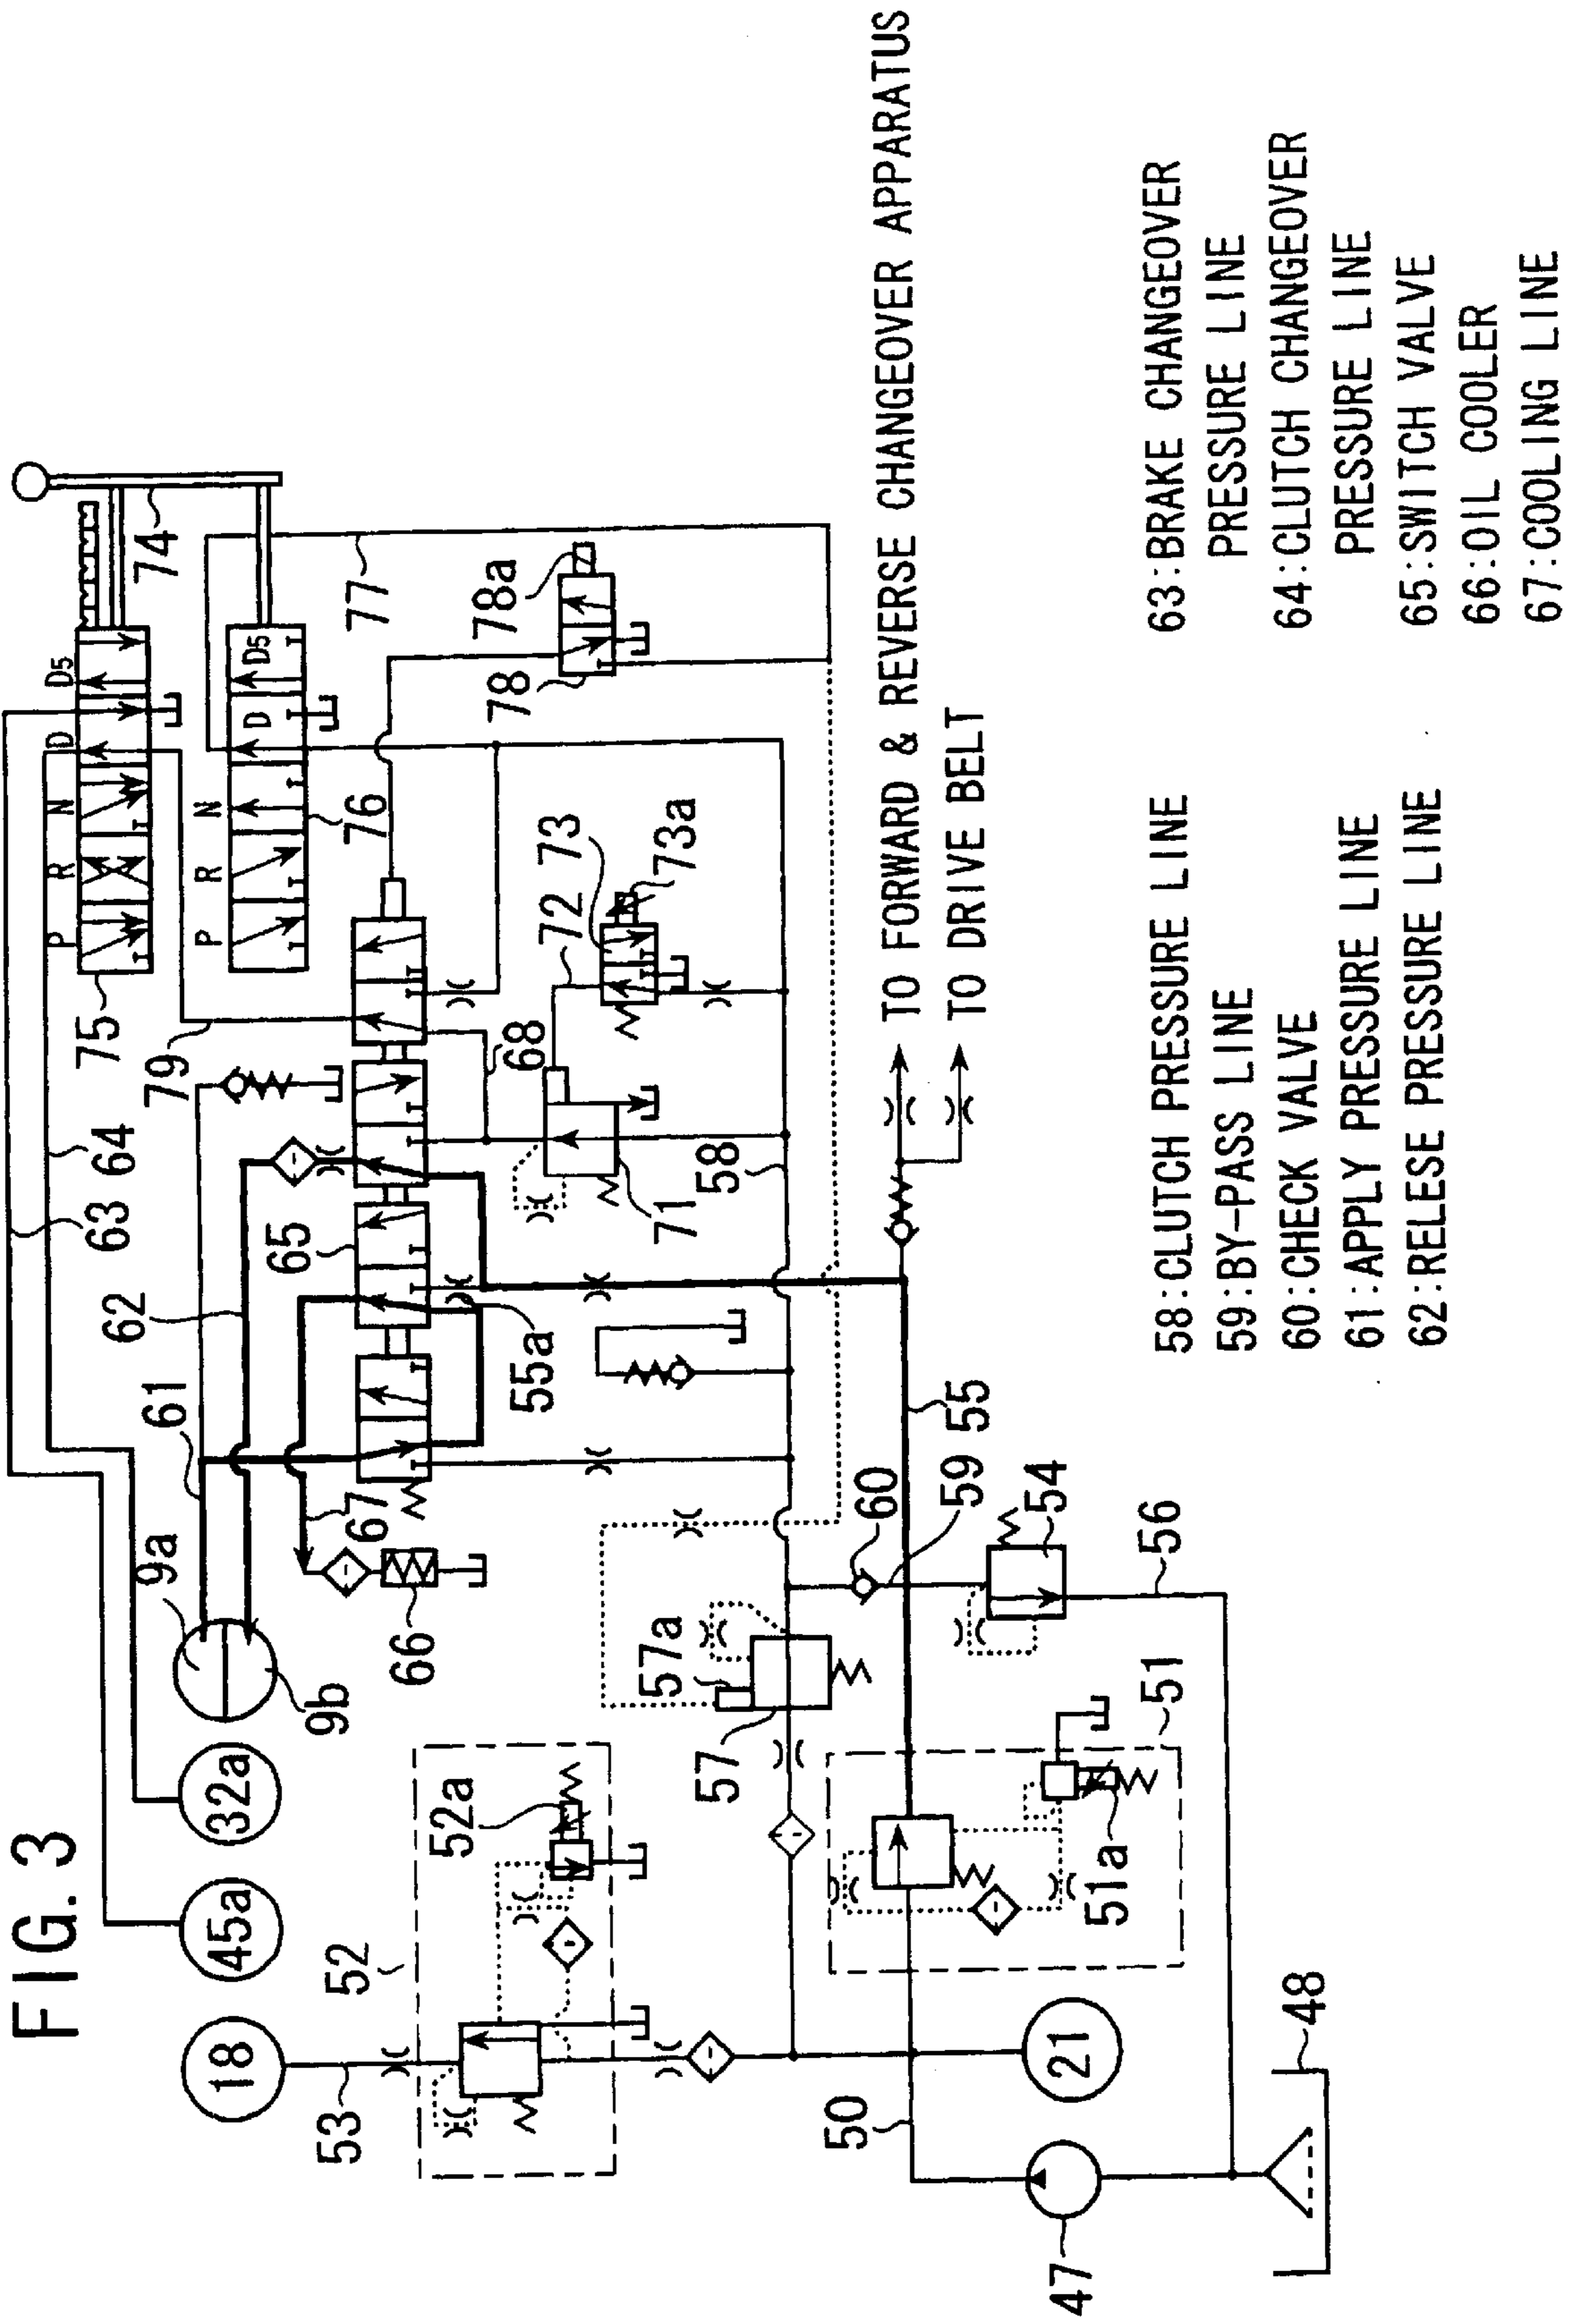 FIG. 3
18
45a
32a
9a
9b
61
62
63
64
79
75
P R N D D5
P R N D D5
74
76
77
78
78a
65
67
66
55a
68
72
73
73a
71
58
53
52
52a
57
57a
60
59
55
54
56
51
51a
50
21
47
48
TO FORWARD & REVERSE CHANGEOVER APPARATUS
TO DRIVE BELT
58:CLUTCH PRESSURE LINE
59:BY-PASS LINE
60:CHECK VALVE
61:APPLY PRESSURE LINE
62:RELESE PRESSURE LINE
63:BRAKE CHANGEOVER
PRESSURE LINE
64:CLUTCH CHANGEOVER
PRESSURE LINE
65:SWITCH VALVE
66:OIL COOLER
67:COOLING LINE